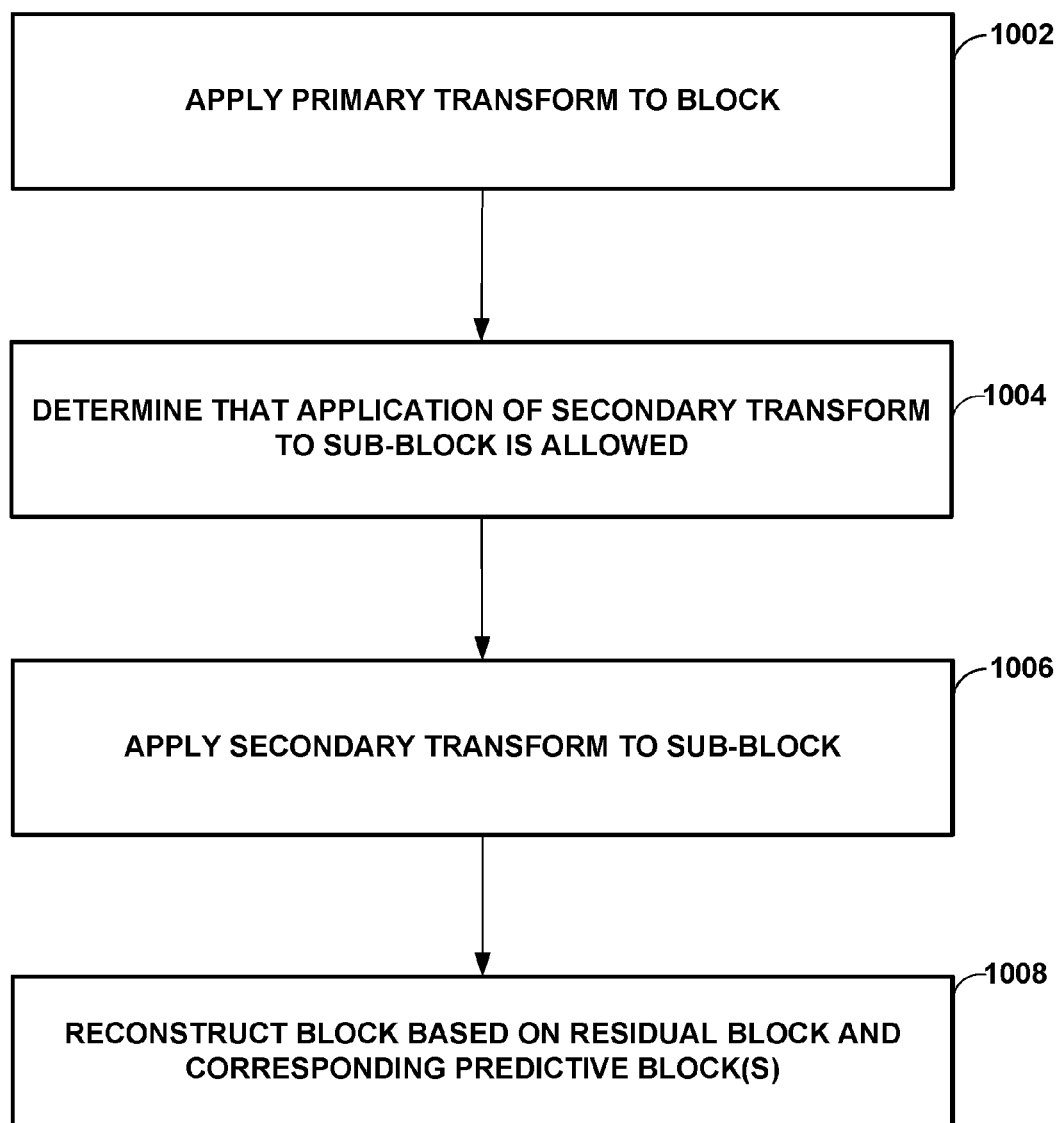 1002
APPLY PRIMARY TRANSFORM TO BLOCK
1004
DETERMINE THAT APPLICATION OF SECONDARY TRANSFORM
TO SUB-BLOCK IS ALLOWED
1006
APPLY SECONDARY TRANSFORM TO SUB-BLOCK
1008
RECONSTRUCT BLOCK BASED ON RESIDUAL BLOCK AND
CORRESPONDING PREDICTIVE BLOCK(S)